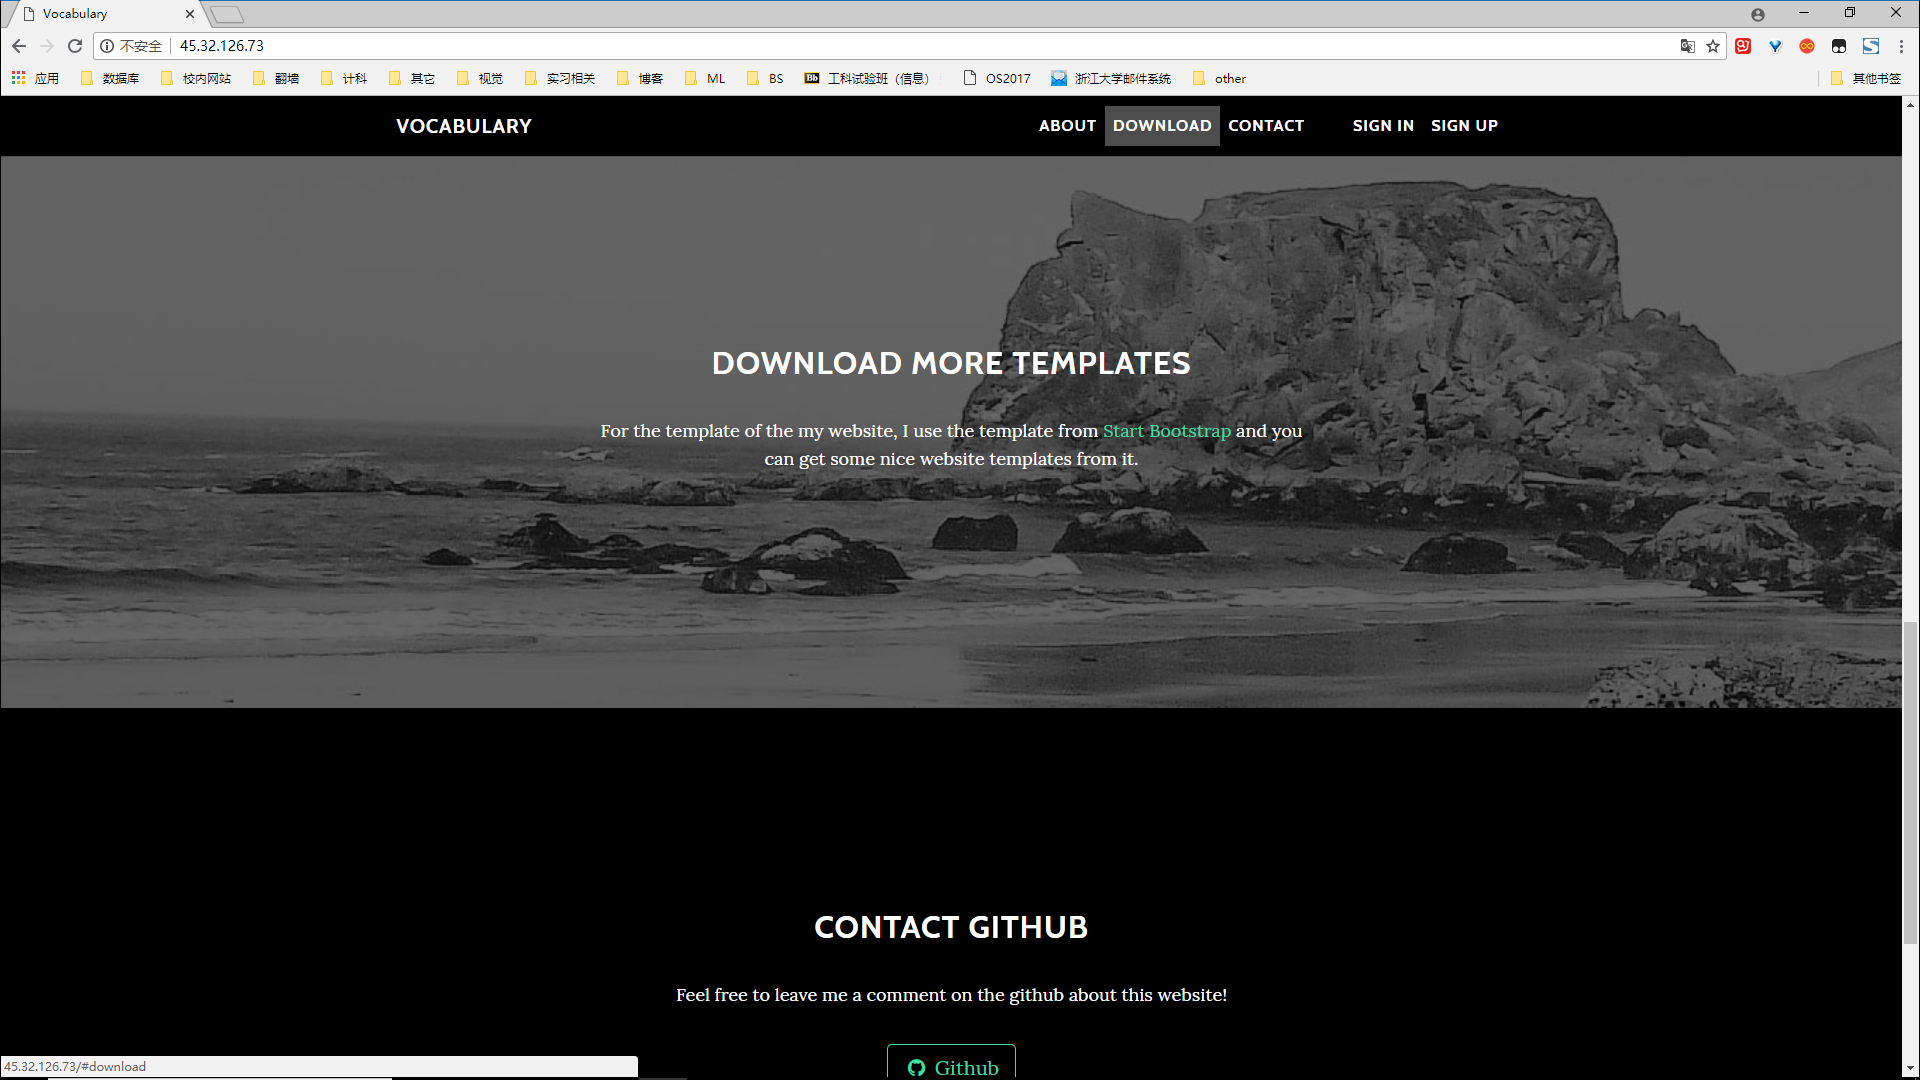 Vocabulary
不安全 45.32.126.73
应用 数据库 校内网站 翻墙 计科 其它 视觉 实习相关 博客 ML BS Bb 工科试验班（信息） OS2017 浙江大学邮件系统 other 其他书签
VOCABULARY ABOUT DOWNLOAD CONTACT SIGN IN SIGN UP
DOWNLOAD MORE TEMPLATES
For the template of the my website, I use the template from Start Bootstrap and you
can get some nice website templates from it.
CONTACT GITHUB
Feel free to leave me a comment on the github about this website!
Github
45.32.126.73/#download